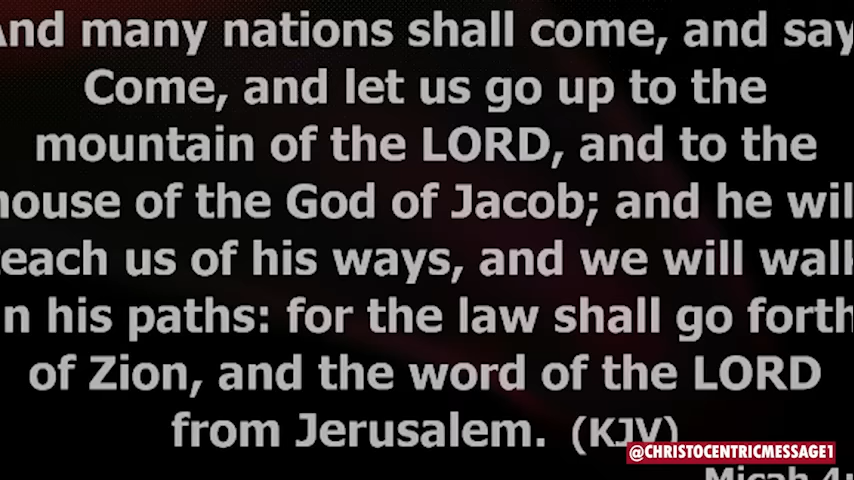 And many nations shall come, and say,
Come, and let us go up to the
mountain of the LORD, and to the
house of the God of Jacob; and he will
teach us of his ways, and we will walk
in his paths: for the law shall go forth
of Zion, and the word of the LORD
from Jerusalem. (KJV)
@CHRISTOCENTRICMESSAGE1
Micah 4: